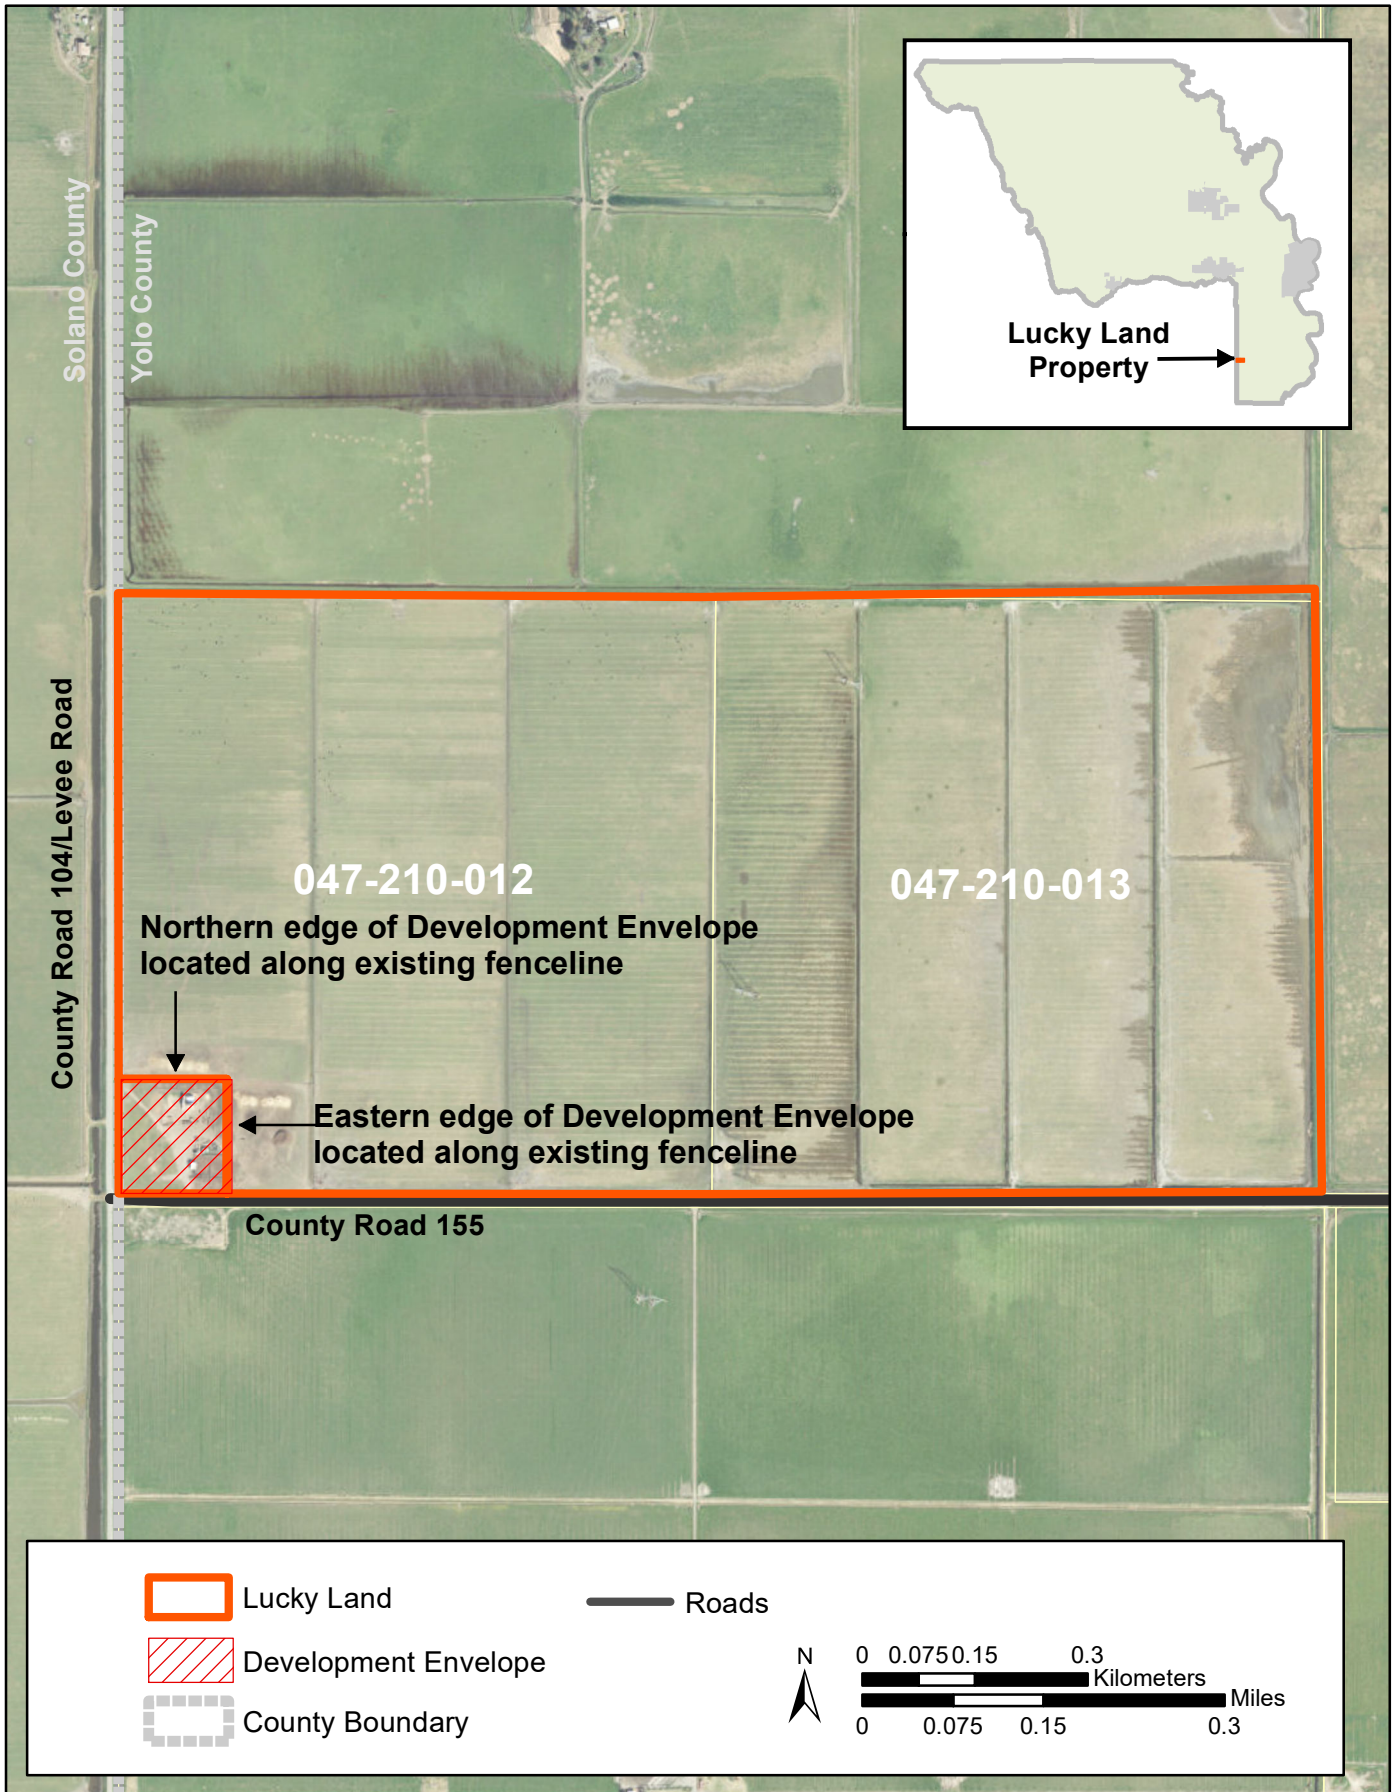 Solano County
Yolo County
Lucky Land
Property
County Road 104/Levee Road
047-210-012
047-210-013
Northern edge of Development Envelope
located along existing fenceline
Eastern edge of Development Envelope
located along existing fenceline
County Road 155
Lucky Land
Development Envelope
County Boundary
Roads
N
0 0.075 0.15 0.3
Kilometers
Miles
0 0.075 0.15 0.3